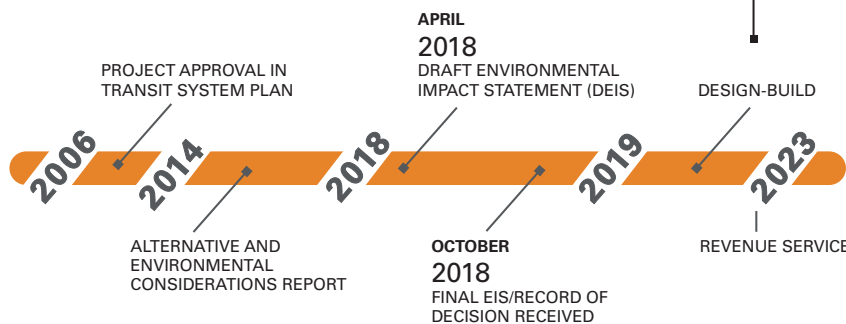 APRIL
2018
DRAFT ENVIRONMENTAL
IMPACT STATEMENT (DEIS)
PROJECT APPROVAL IN
TRANSIT SYSTEM PLAN
DESIGN-BUILD
2006
2014
2018
2019
2023
ALTERNATIVE AND
ENVIRONMENTAL
CONSIDERATIONS REPORT
OCTOBER
2018
FINAL EIS/RECORD OF
DECISION RECEIVED
REVENUE SERVICE